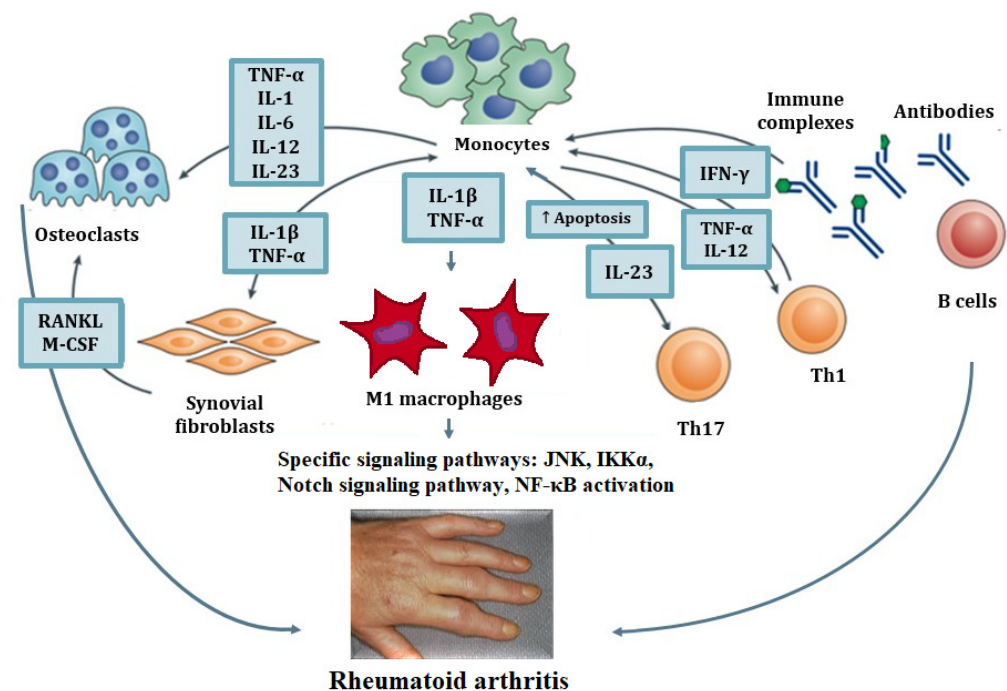 TNF-α
IL-1
IL-6
IL-12
IL-23
Monocytes
Immune
complexes
Antibodies
IFN-γ
IL-1β
TNF-α
↑ Apoptosis
TNF-α
IL-12
Osteoclasts
IL-1β
TNF-α
IL-23
B cells
RANKL
M-CSF
Th1
Synovial
fibroblasts
M1 macrophages
Th17
Specific signaling pathways: JNK, IKKα,
Notch signaling pathway, NF-κB activation
Rheumatoid arthritis